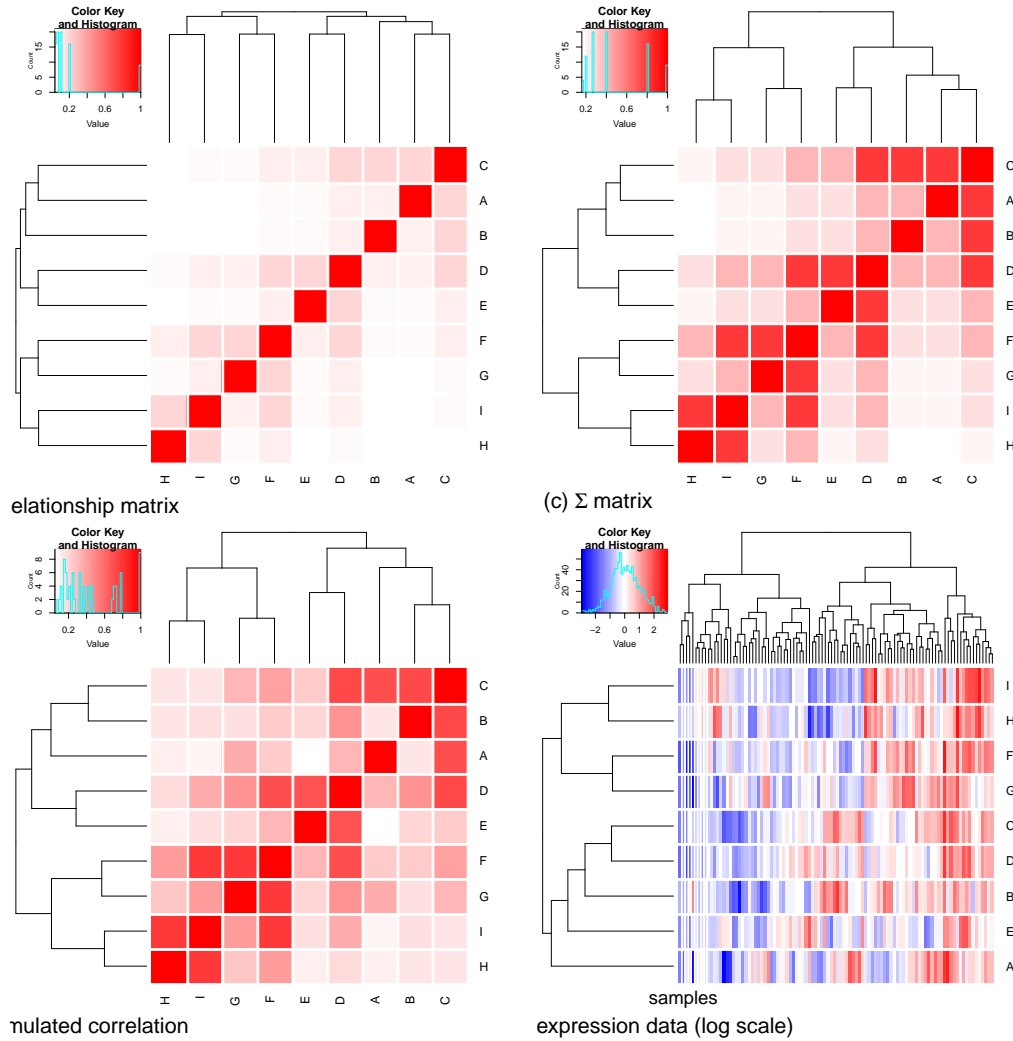 Color Key
and Histogram
Count
0 5 10 15
0.2 0.6 1
Value
C
A
B
D
E
F
G
I
H
H I G F E D B A C
elationship matrix
Color Key
and Histogram
Count
0 5 10 15
0.2 0.6 1
Value
C
A
B
D
E
F
G
I
H
H I G F E D B A C
(c) Σ matrix
Color Key
and Histogram
Count
0 2 4 6 8
0.2 0.6 1
Value
C
B
A
D
E
F
G
I
H
H I G F E D A B C
mulated correlation
Color Key
and Histogram
Count
0 20 40
−2 0 1 2
Value
I
H
F
G
C
D
B
E
A
samples
expression data (log scale)